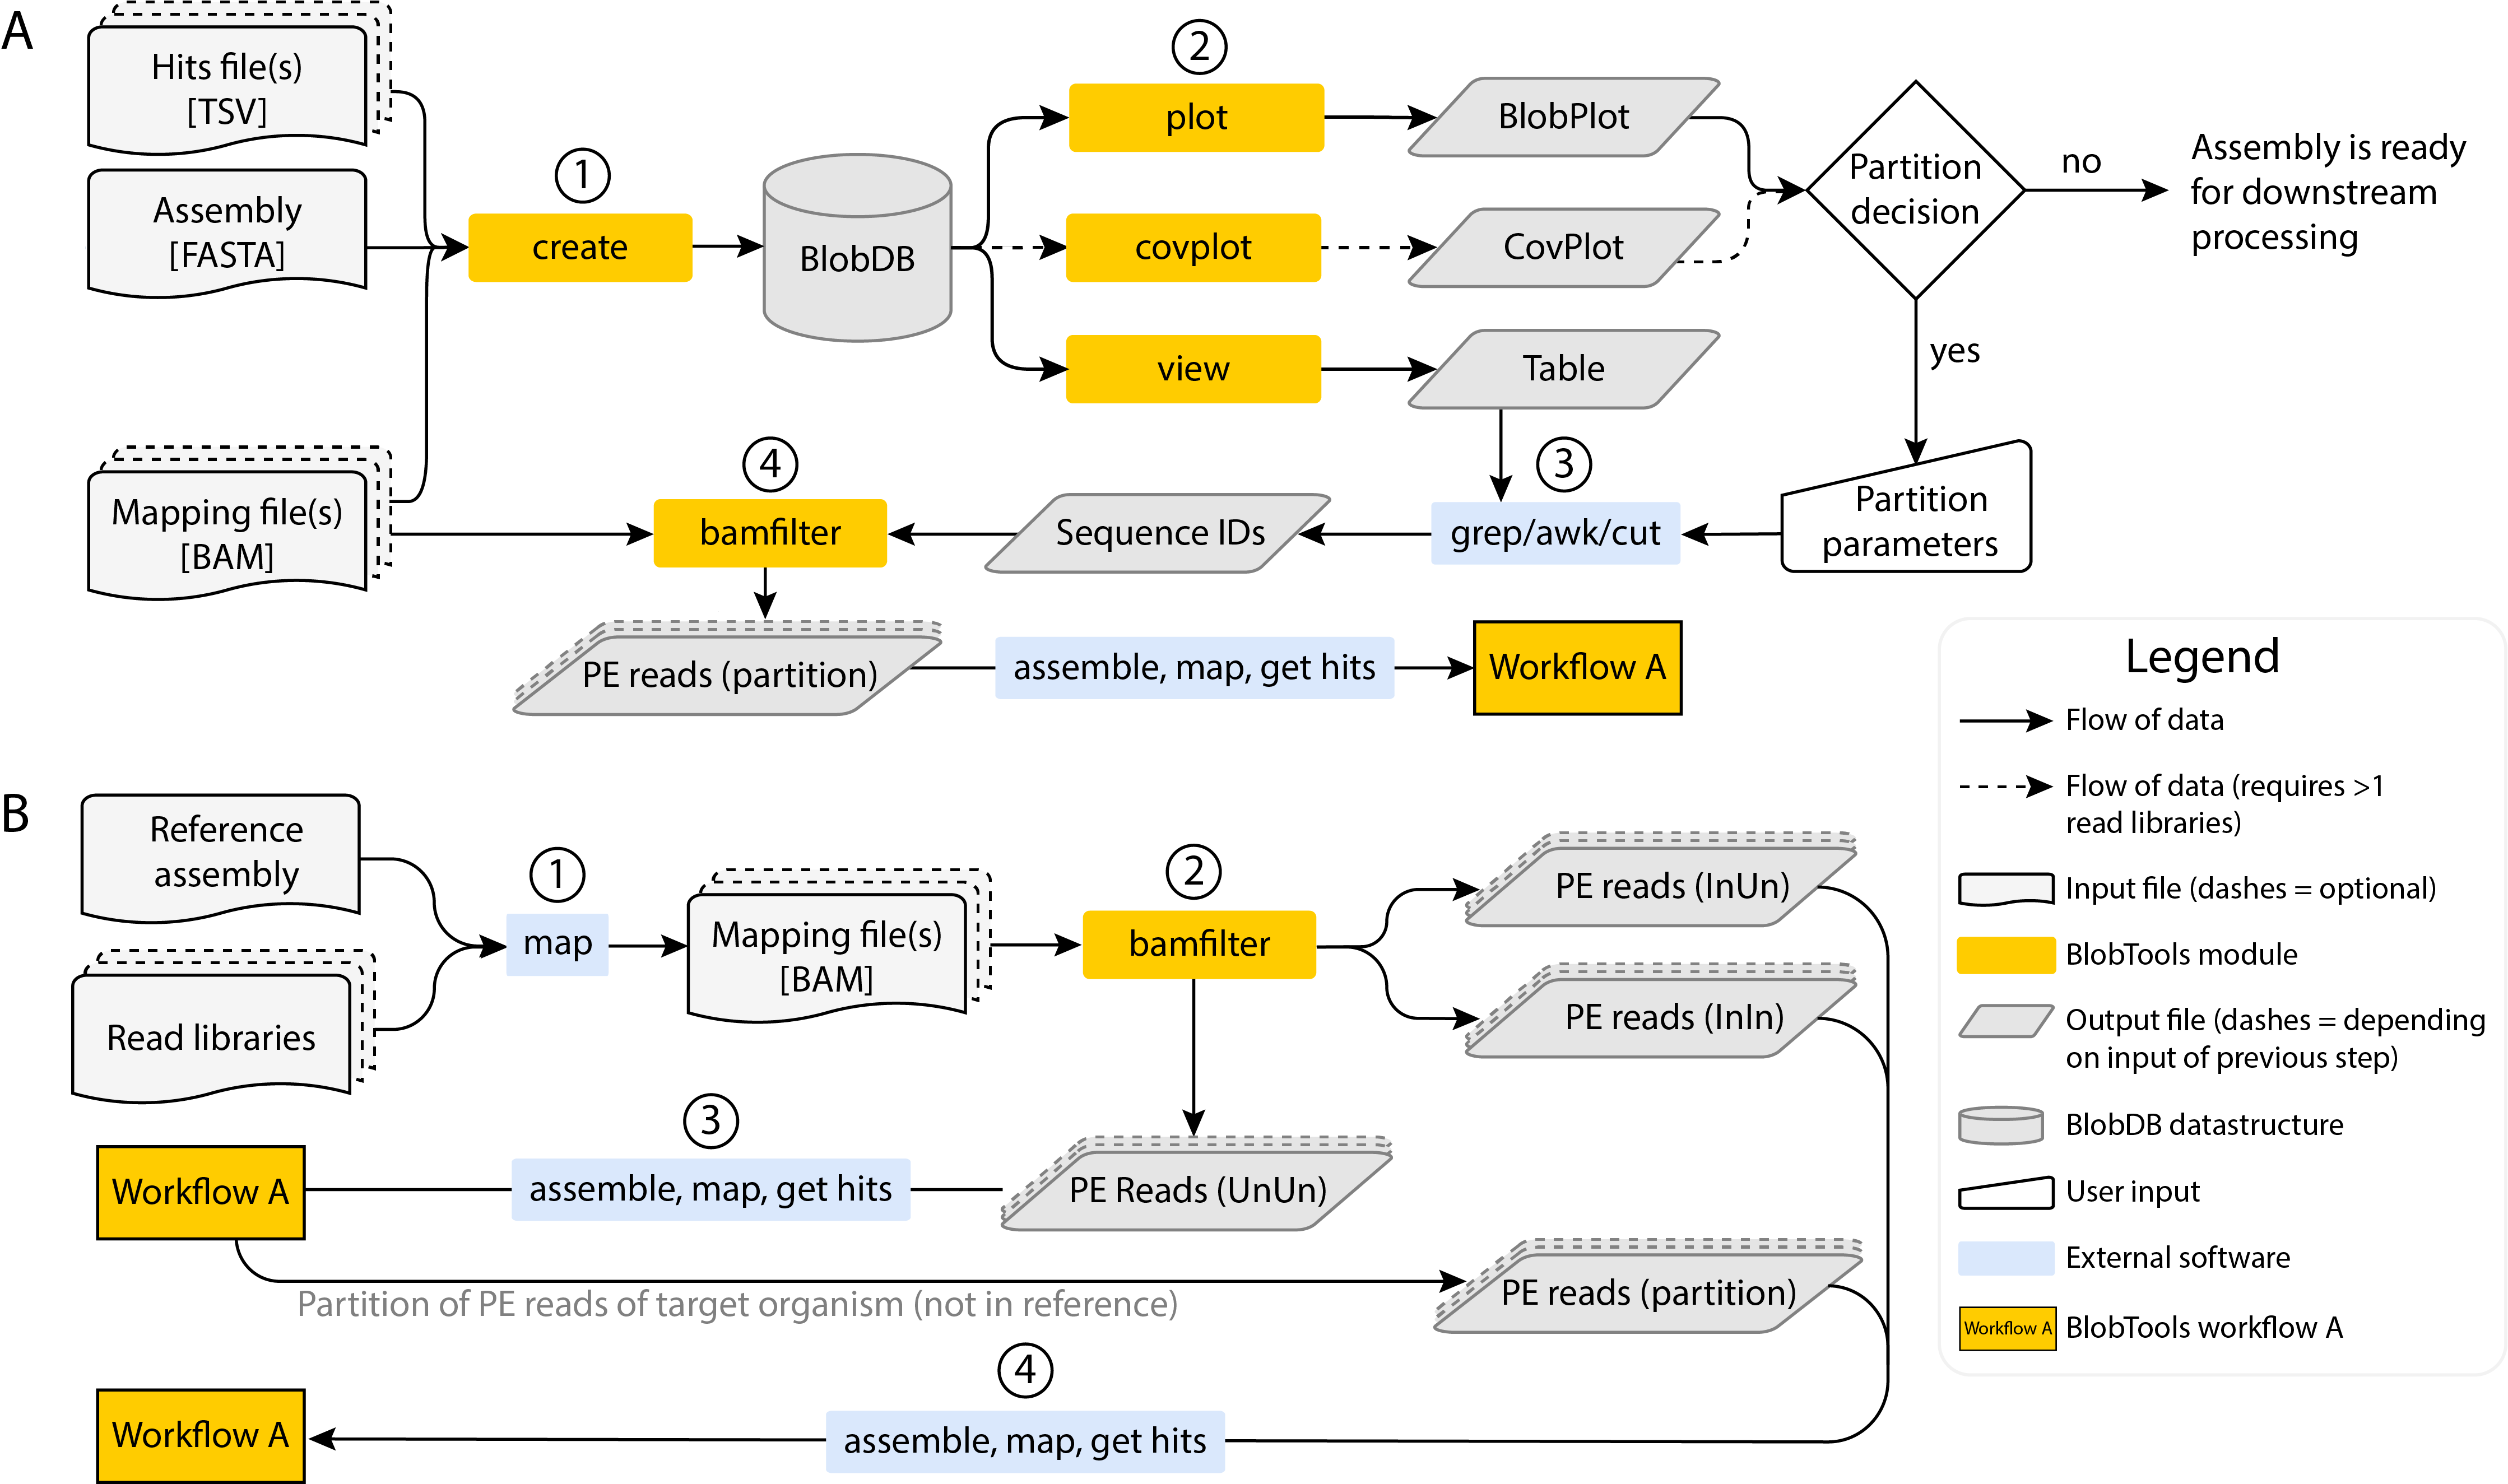 A
Hits file(s)
[TSV]
Assembly
[FASTA]
Mapping file(s)
[BAM]
1
create
BlobDB
2
plot
covplot
view
BlobPlot
CovPlot
Table
Partition
decision
no
Assembly is ready
for downstream
processing
yes
Partition
parameters
3
grep/awk/cut
Sequence IDs
4
bamfilter
PE reads (partition)
assemble, map, get hits
Workflow A
B
Reference
assembly
Read libraries
1
map
Mapping file(s)
[BAM]
2
bamfilter
PE reads (InUn)
PE reads (InIn)
PE Reads (UnUn)
3
assemble, map, get hits
Workflow A
Partition of PE reads of target organism (not in reference)
PE reads (partition)
4
assemble, map, get hits
Workflow A
Legend
Flow of data
Flow of data (requires >1
read libraries)
Input file (dashes = optional)
BlobTools module
Output file (dashes = depending
on input of previous step)
BlobDB datastructure
User input
External software
Workflow A
BlobTools workflow A